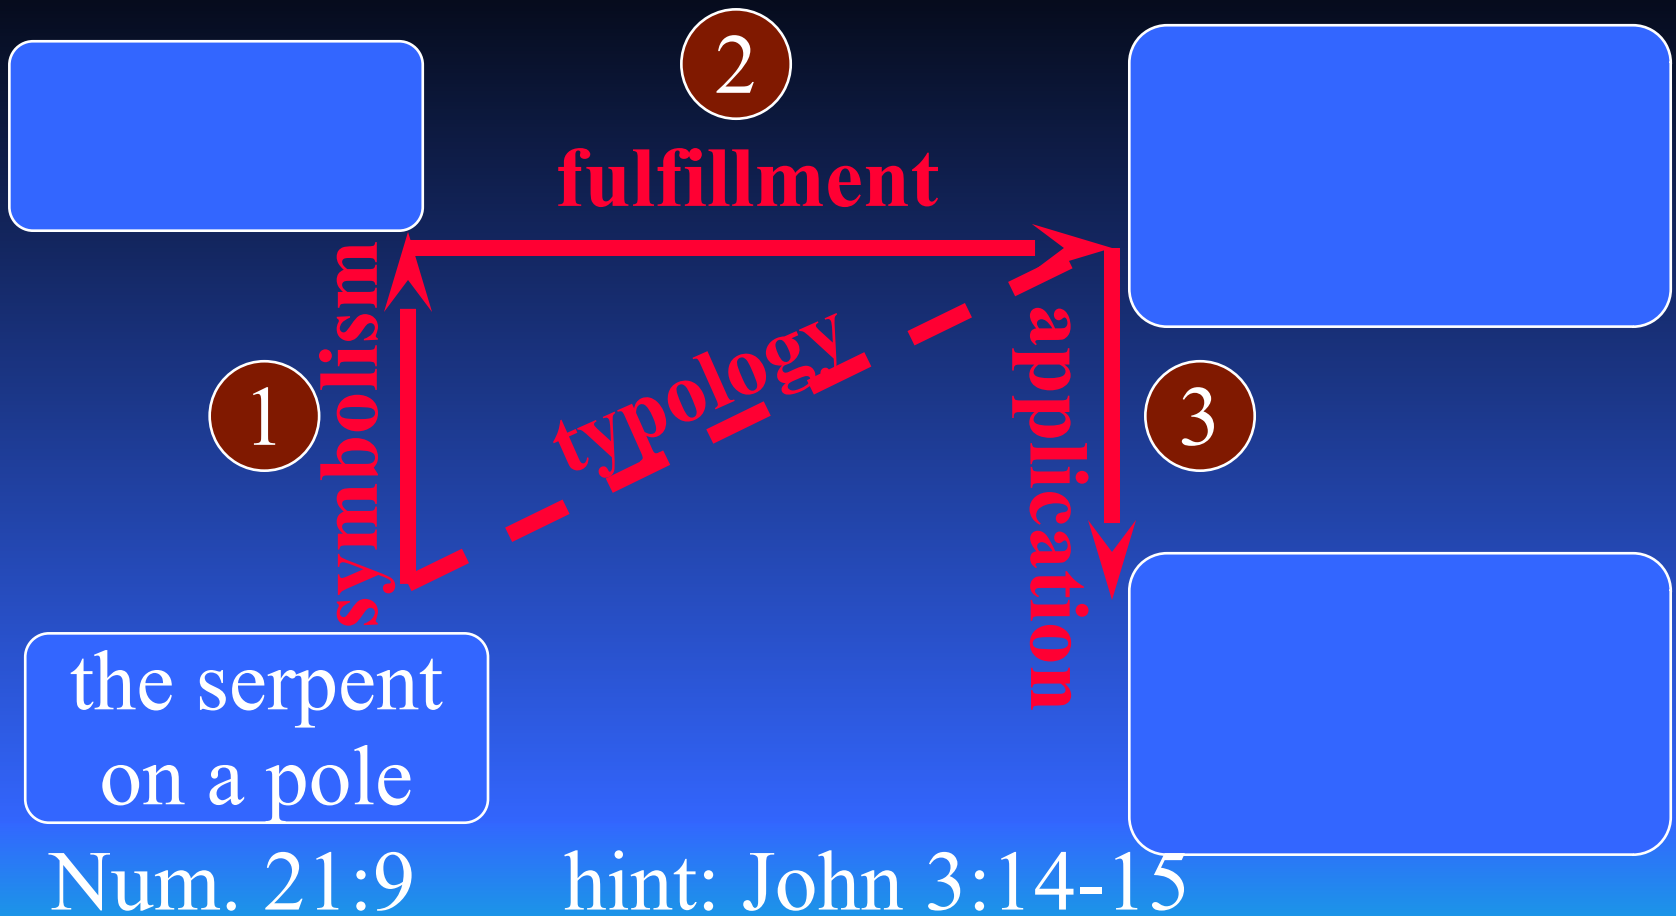 2
fulfillment
symbolism
1
typology
application
3
the serpent
on a pole
Num. 21:9
hint: John 3:14-15